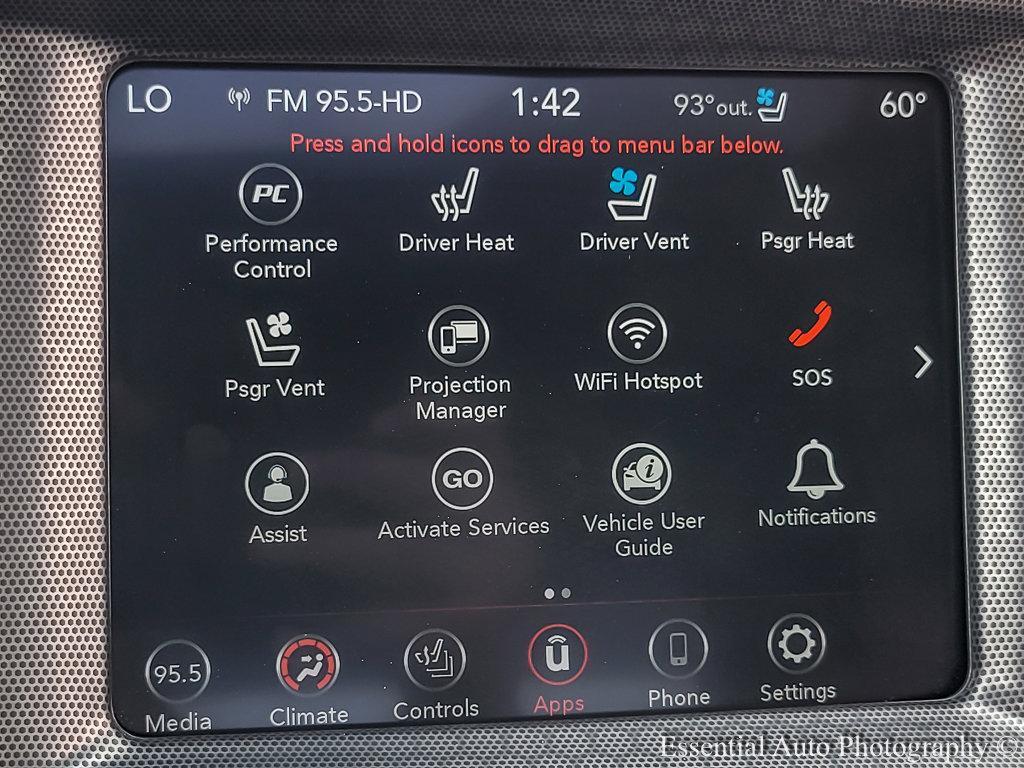 LO FM 95.5-HD 1:42 93° out. 60°
Press and hold icons to drag to menu bar below.
PC
Performance
Control
Driver Heat
Driver Vent
Psgr Heat
Psgr Vent
Projection
Manager
WiFi Hotspot
SOS
Assist
GO
Activate Services
i
Vehicle User
Guide
Notifications
95.5
Media
Climate
Controls
u
Apps
Phone
Settings
Essential Auto Photography ©